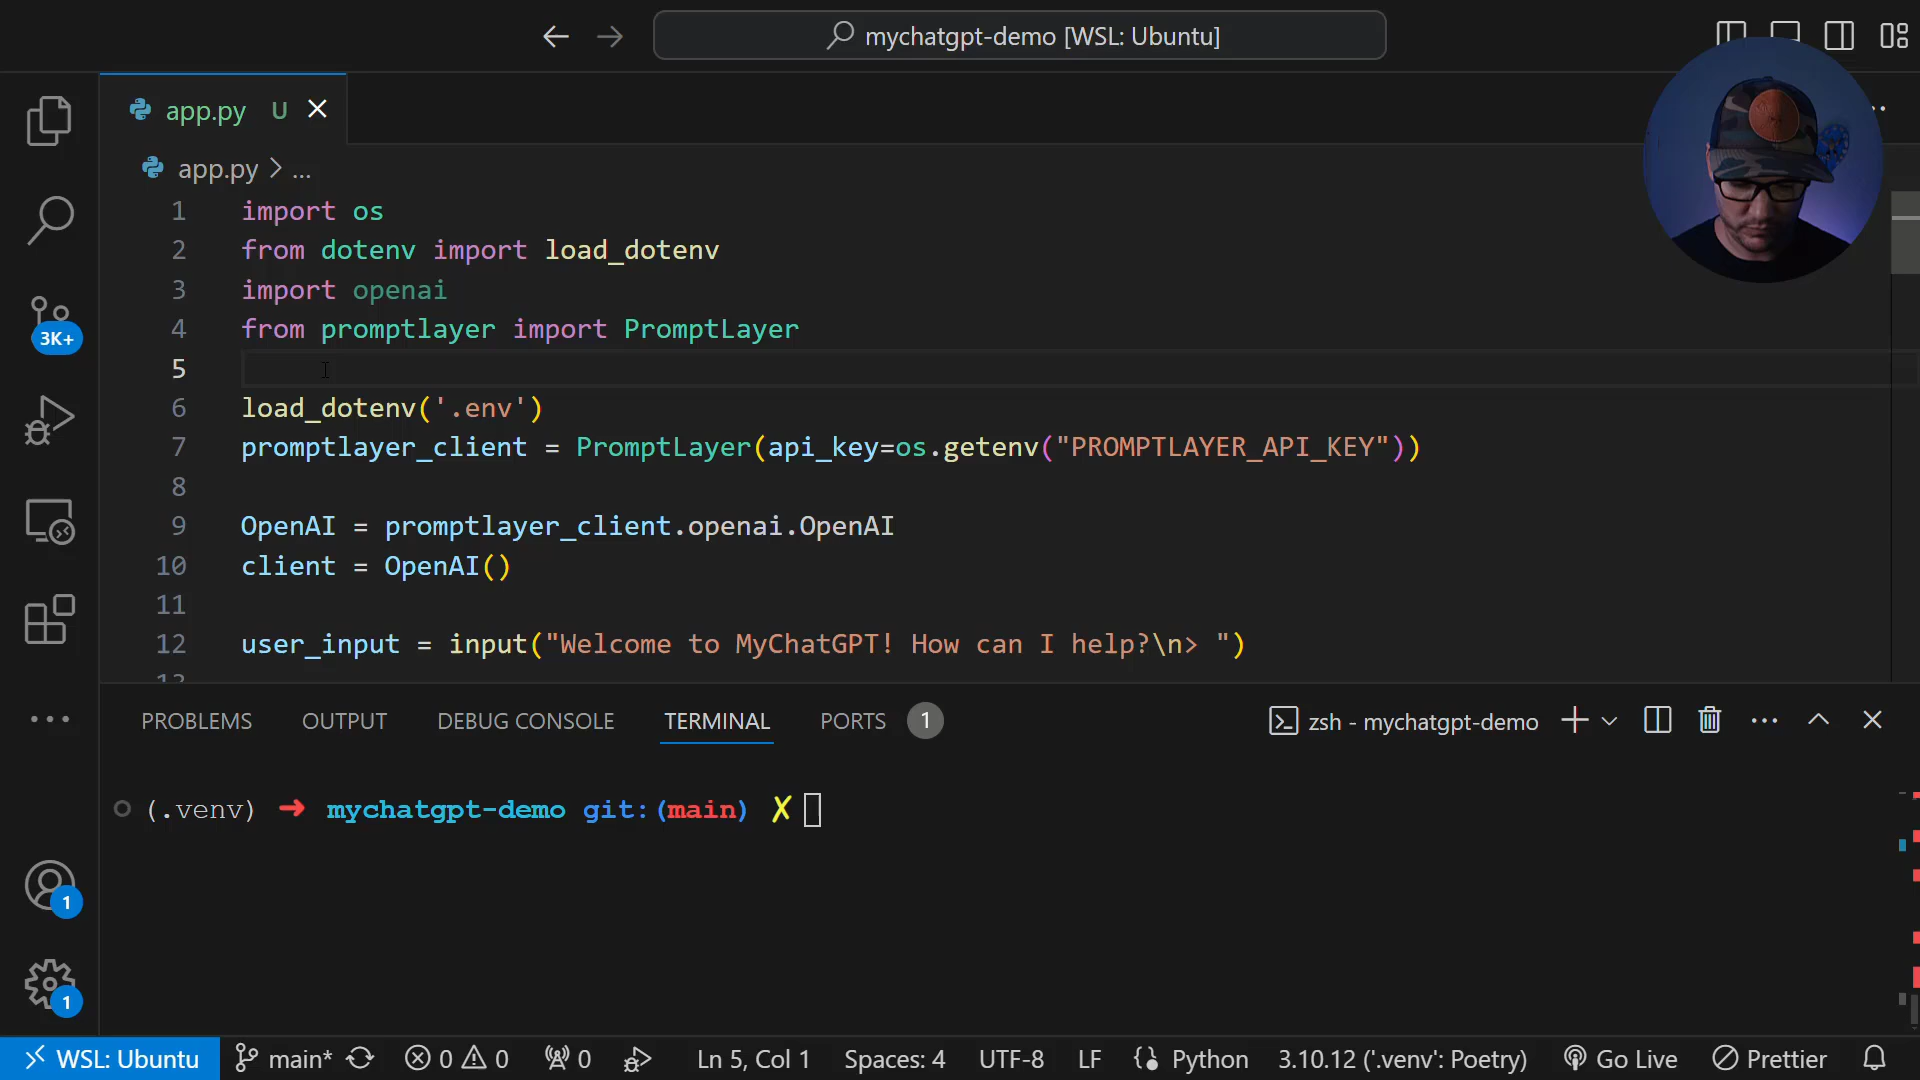 mychatgpt-demo [WSL: Ubuntu]
app.py U
app.py > ...
1 import os
2 from dotenv import load_dotenv
3 import openai
4 from promptlayer import PromptLayer
5
6 load_dotenv('.env')
7 promptlayer_client = PromptLayer(api_key=os.getenv("PROMPTLAYER_API_KEY"))
8
9 OpenAI = promptlayer_client.openai.OpenAI
10 client = OpenAI()
11
12 user_input = input("Welcome to MyChatGPT! How can I help?\n> ")
13
3K+
PROBLEMS OUTPUT DEBUG CONSOLE TERMINAL PORTS 1 zsh - mychatgpt-demo
(.venv) ➜ mychatgpt-demo git:(main) ✗
1
1
WSL: Ubuntu main* 0 0 0 Ln 5, Col 1 Spaces: 4 UTF-8 LF Python 3.10.12 ('.venv': Poetry) Go Live Prettier